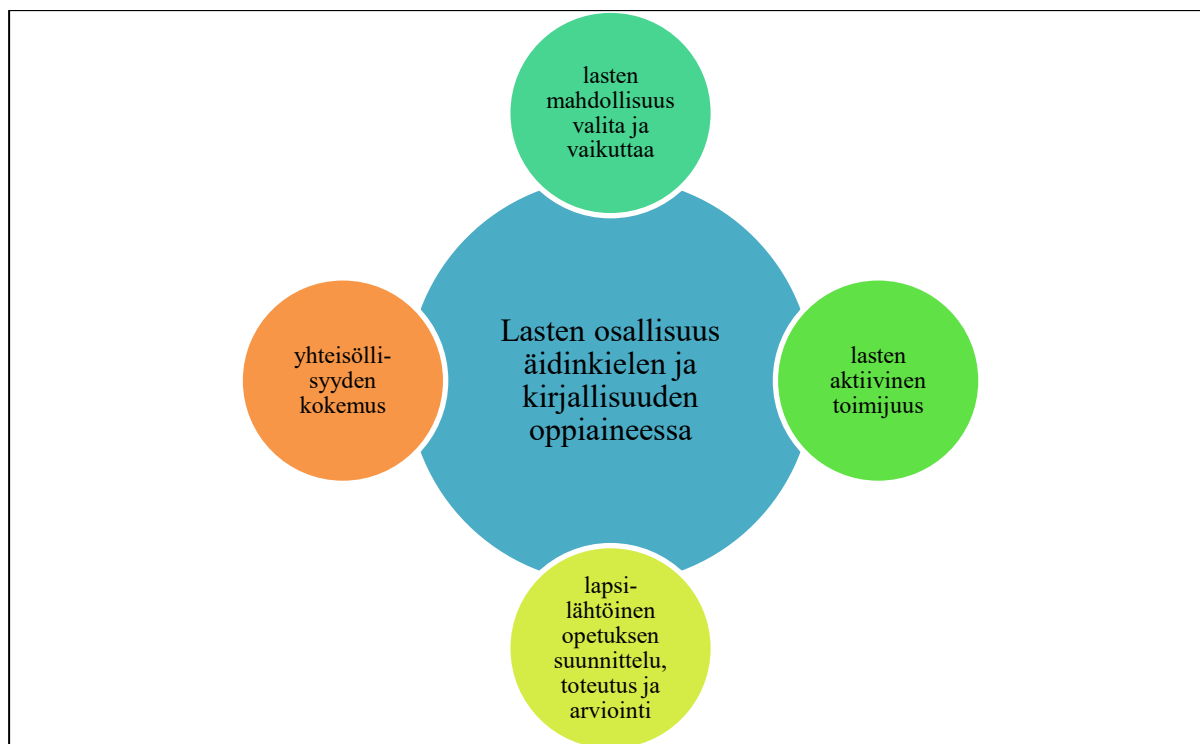 lasten
mahdollisuus
valita ja
vaikuttaa
Lasten osallisuus
äidinkielen ja
kirjallisuuden
oppiaineessa
yhteisölli-
syyden
kokemus
lasten
aktiivinen
toimijuus
lapsi-
lähtöinen
opetuksen
suunnittelu,
toteutus ja
arviointi